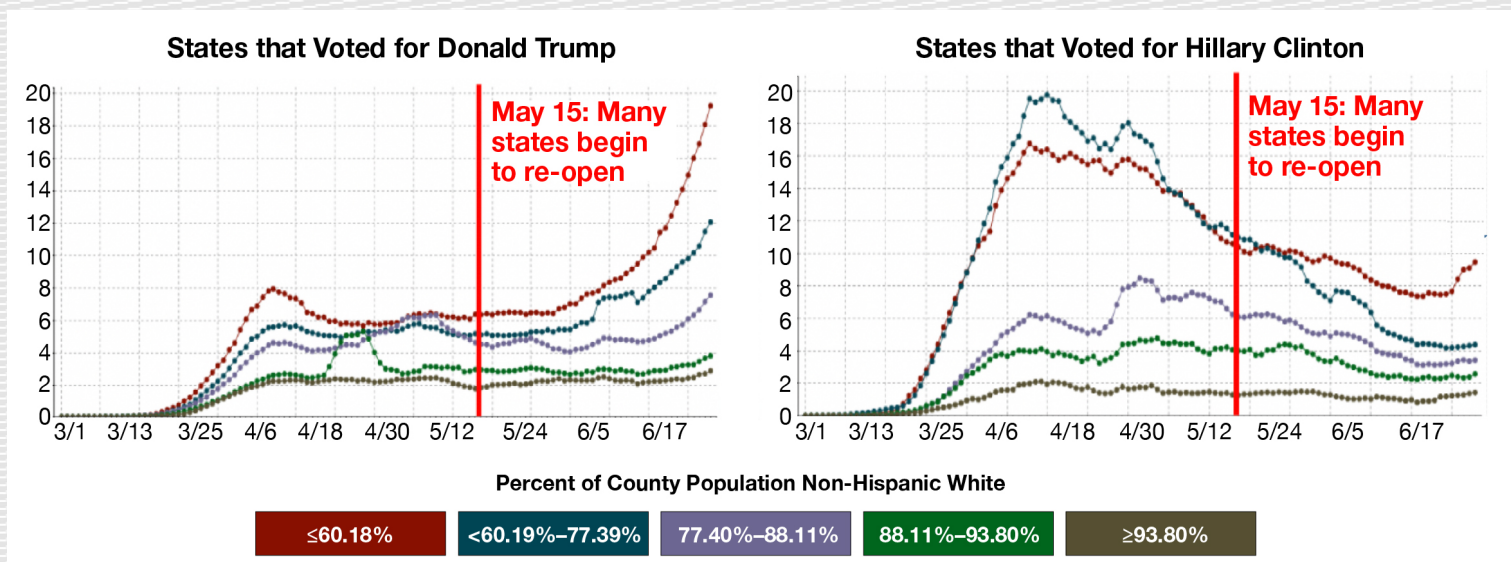 States that Voted for Donald Trump
20
18
16
14
12
10
8
6
4
2
0
May 15: Many
states begin
to re-open
3/1 3/13 3/25 4/6 4/18 4/30 5/12 5/24 6/5 6/17
States that Voted for Hillary Clinton
20
18
16
14
12
10
8
6
4
2
0
May 15: Many
states begin
to re-open
3/1 3/13 3/25 4/6 4/18 4/30 5/12 5/24 6/5 6/17
Percent of County Population Non-Hispanic White
≤60.18% <60.19%–77.39% 77.40%–88.11% 88.11%–93.80% ≥93.80%